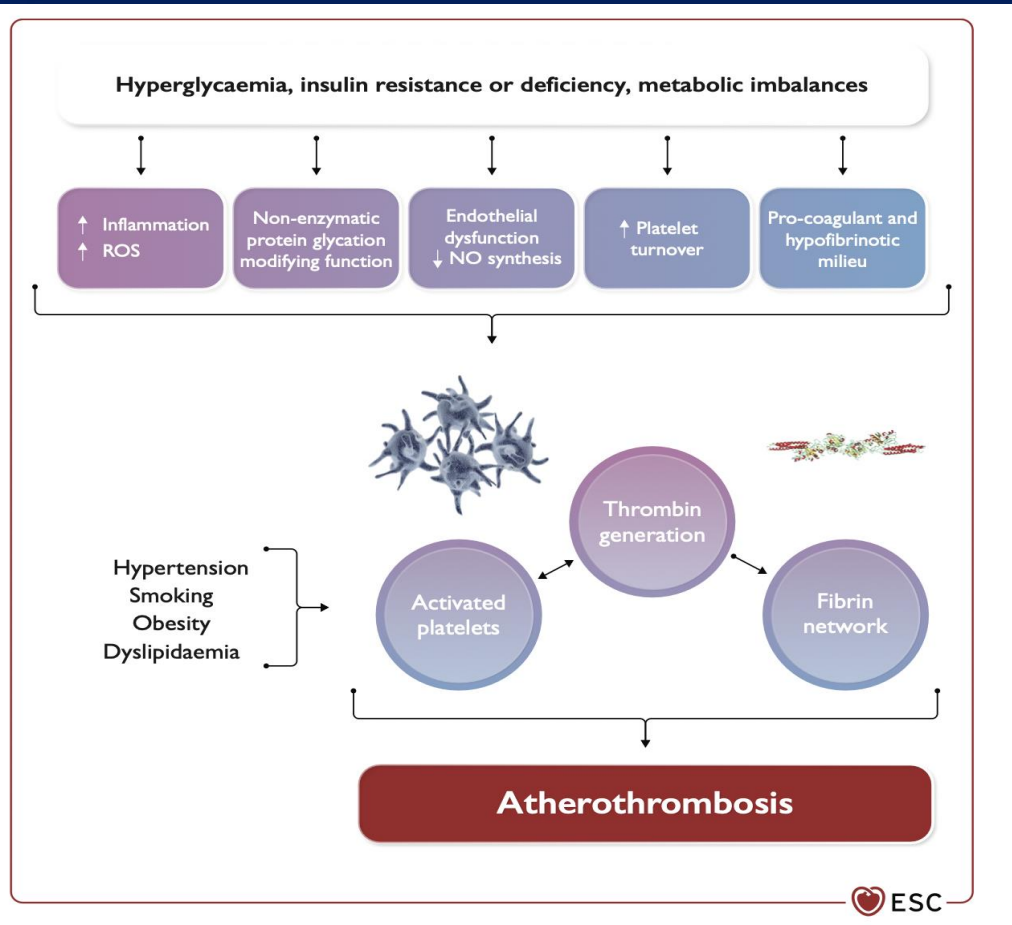 Hyperglycaemia, insulin resistance or deficiency, metabolic imbalances
↑ Inflammation
↑ ROS
Non-enzymatic
protein glycation
modifying function
Endothelial
dysfunction
↓ NO synthesis
↑ Platelet
turnover
Pro-coagulant and
hypofibrinotic
milieu
Thrombin
generation
Hypertension
Smoking
Obesity
Dyslipidaemia
Activated
platelets
Fibrin
network
Atherothrombosis
ESC